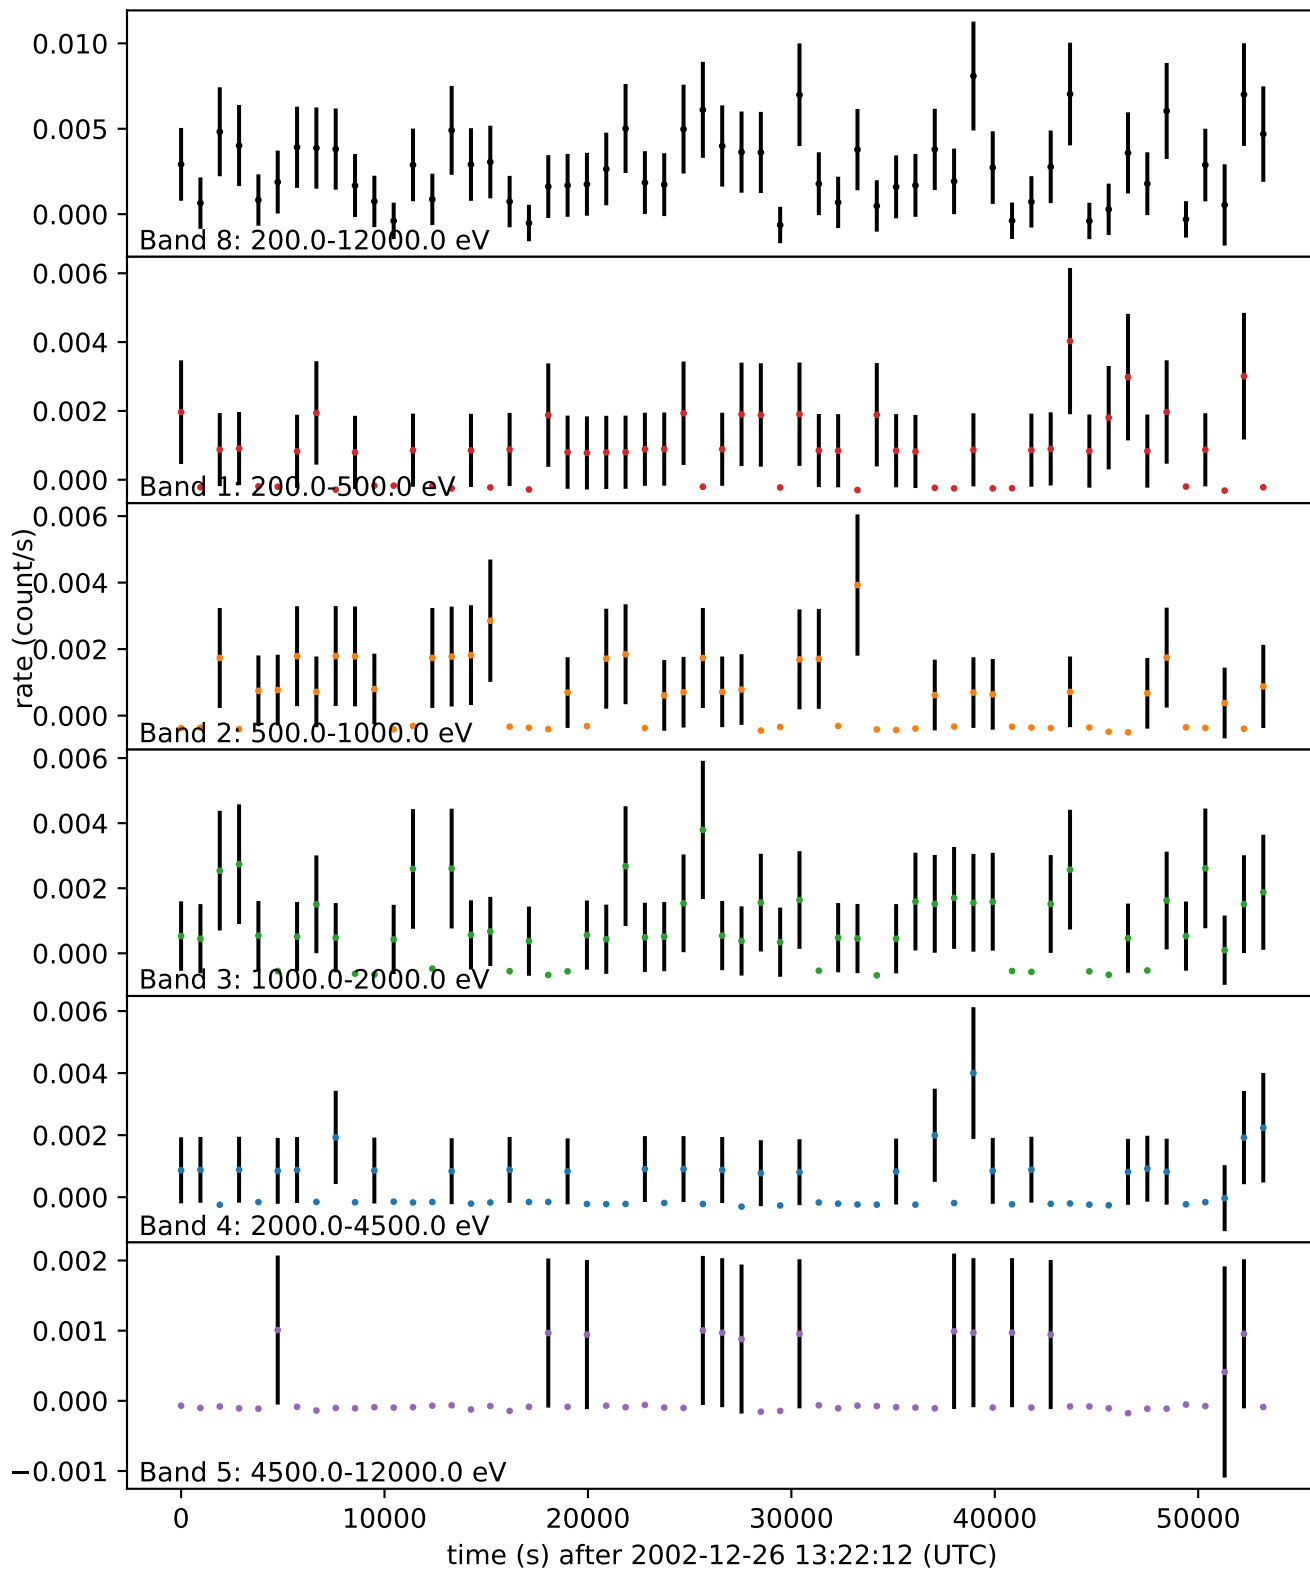 0.010
0.005
0.000
Band 8: 200.0-12000.0 eV
0.006
0.004
0.002
0.000
Band 1: 200.0-500.0 eV
rate (count/s)
0.006
0.004
0.002
0.000
Band 2: 500.0-1000.0 eV
0.006
0.004
0.002
0.000
Band 3: 1000.0-2000.0 eV
0.006
0.004
0.002
0.000
Band 4: 2000.0-4500.0 eV
0.002
0.001
0.000
−0.001
Band 5: 4500.0-12000.0 eV
0 10000 20000 30000 40000 50000
time (s) after 2002-12-26 13:22:12 (UTC)